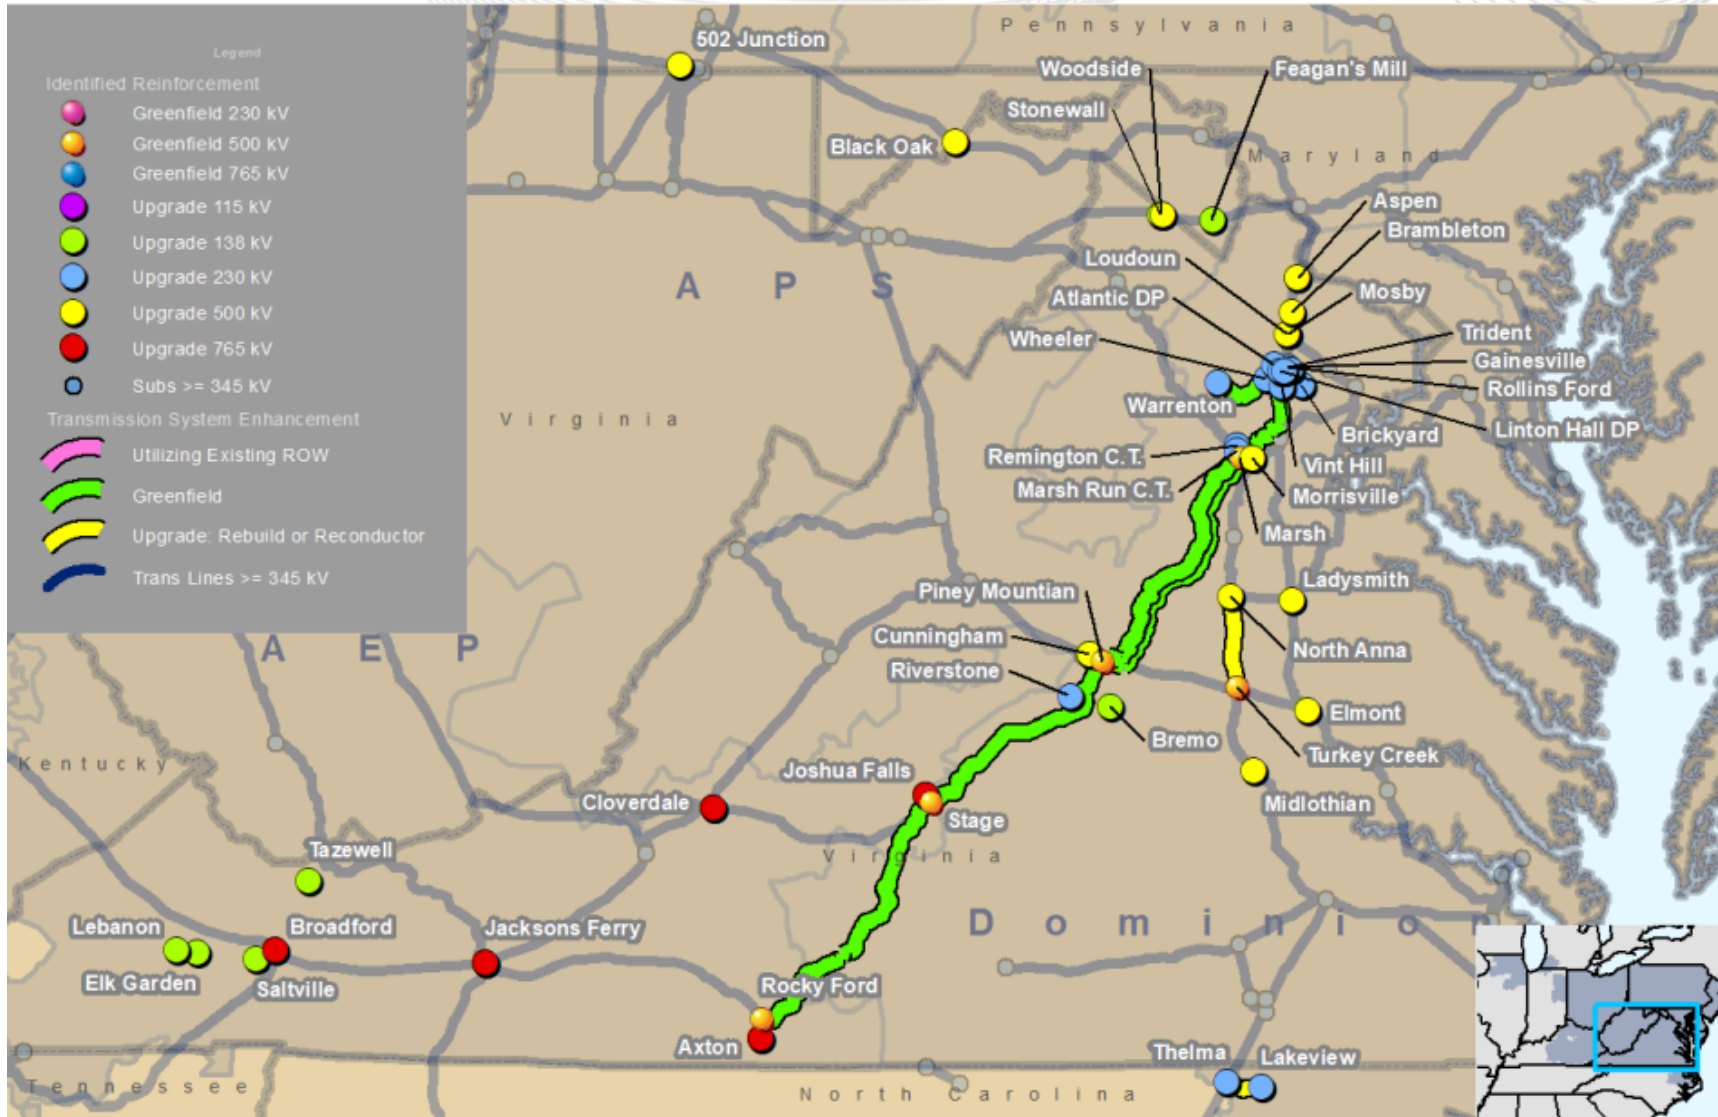 Legend
Identified Reinforcement
Greenfield 230 kV
Greenfield 500 kV
Greenfield 765 kV
Upgrade 115 kV
Upgrade 138 kV
Upgrade 230 kV
Upgrade 500 kV
Upgrade 765 kV
Subs >= 345 kV
Transmission System Enhancement
Utilizing Existing ROW
Greenfield
Upgrade: Rebuild or Reconductor
Trans Lines >= 345 kV
Pennsylvania
502 Junction
Woodside
Feagan's Mill
Stonewall
Black Oak
Maryland
Aspen
Brambleton
Loudoun
APS
Atlantic DP
Mosby
Wheeler
Trident
Gainesville
Rollins Ford
Warrenton
Linton Hall DP
Virginia
Brickyard
Remington C.T.
Vint Hill
Marsh Run C.T.
Morrisville
Marsh
Piney Mountian
Ladysmith
Cunningham
AEP
North Anna
Riverstone
Elmont
Bremo
Turkey Creek
Kentucky
Joshua Falls
Cloverdale
Midlothian
Stage
Tazewell
Virginia
Lebanon
Broadford
Jacksons Ferry
Dominion
Elk Garden
Saltville
Rocky Ford
Axton
Thelma
Lakeview
Tennessee
North Carolina